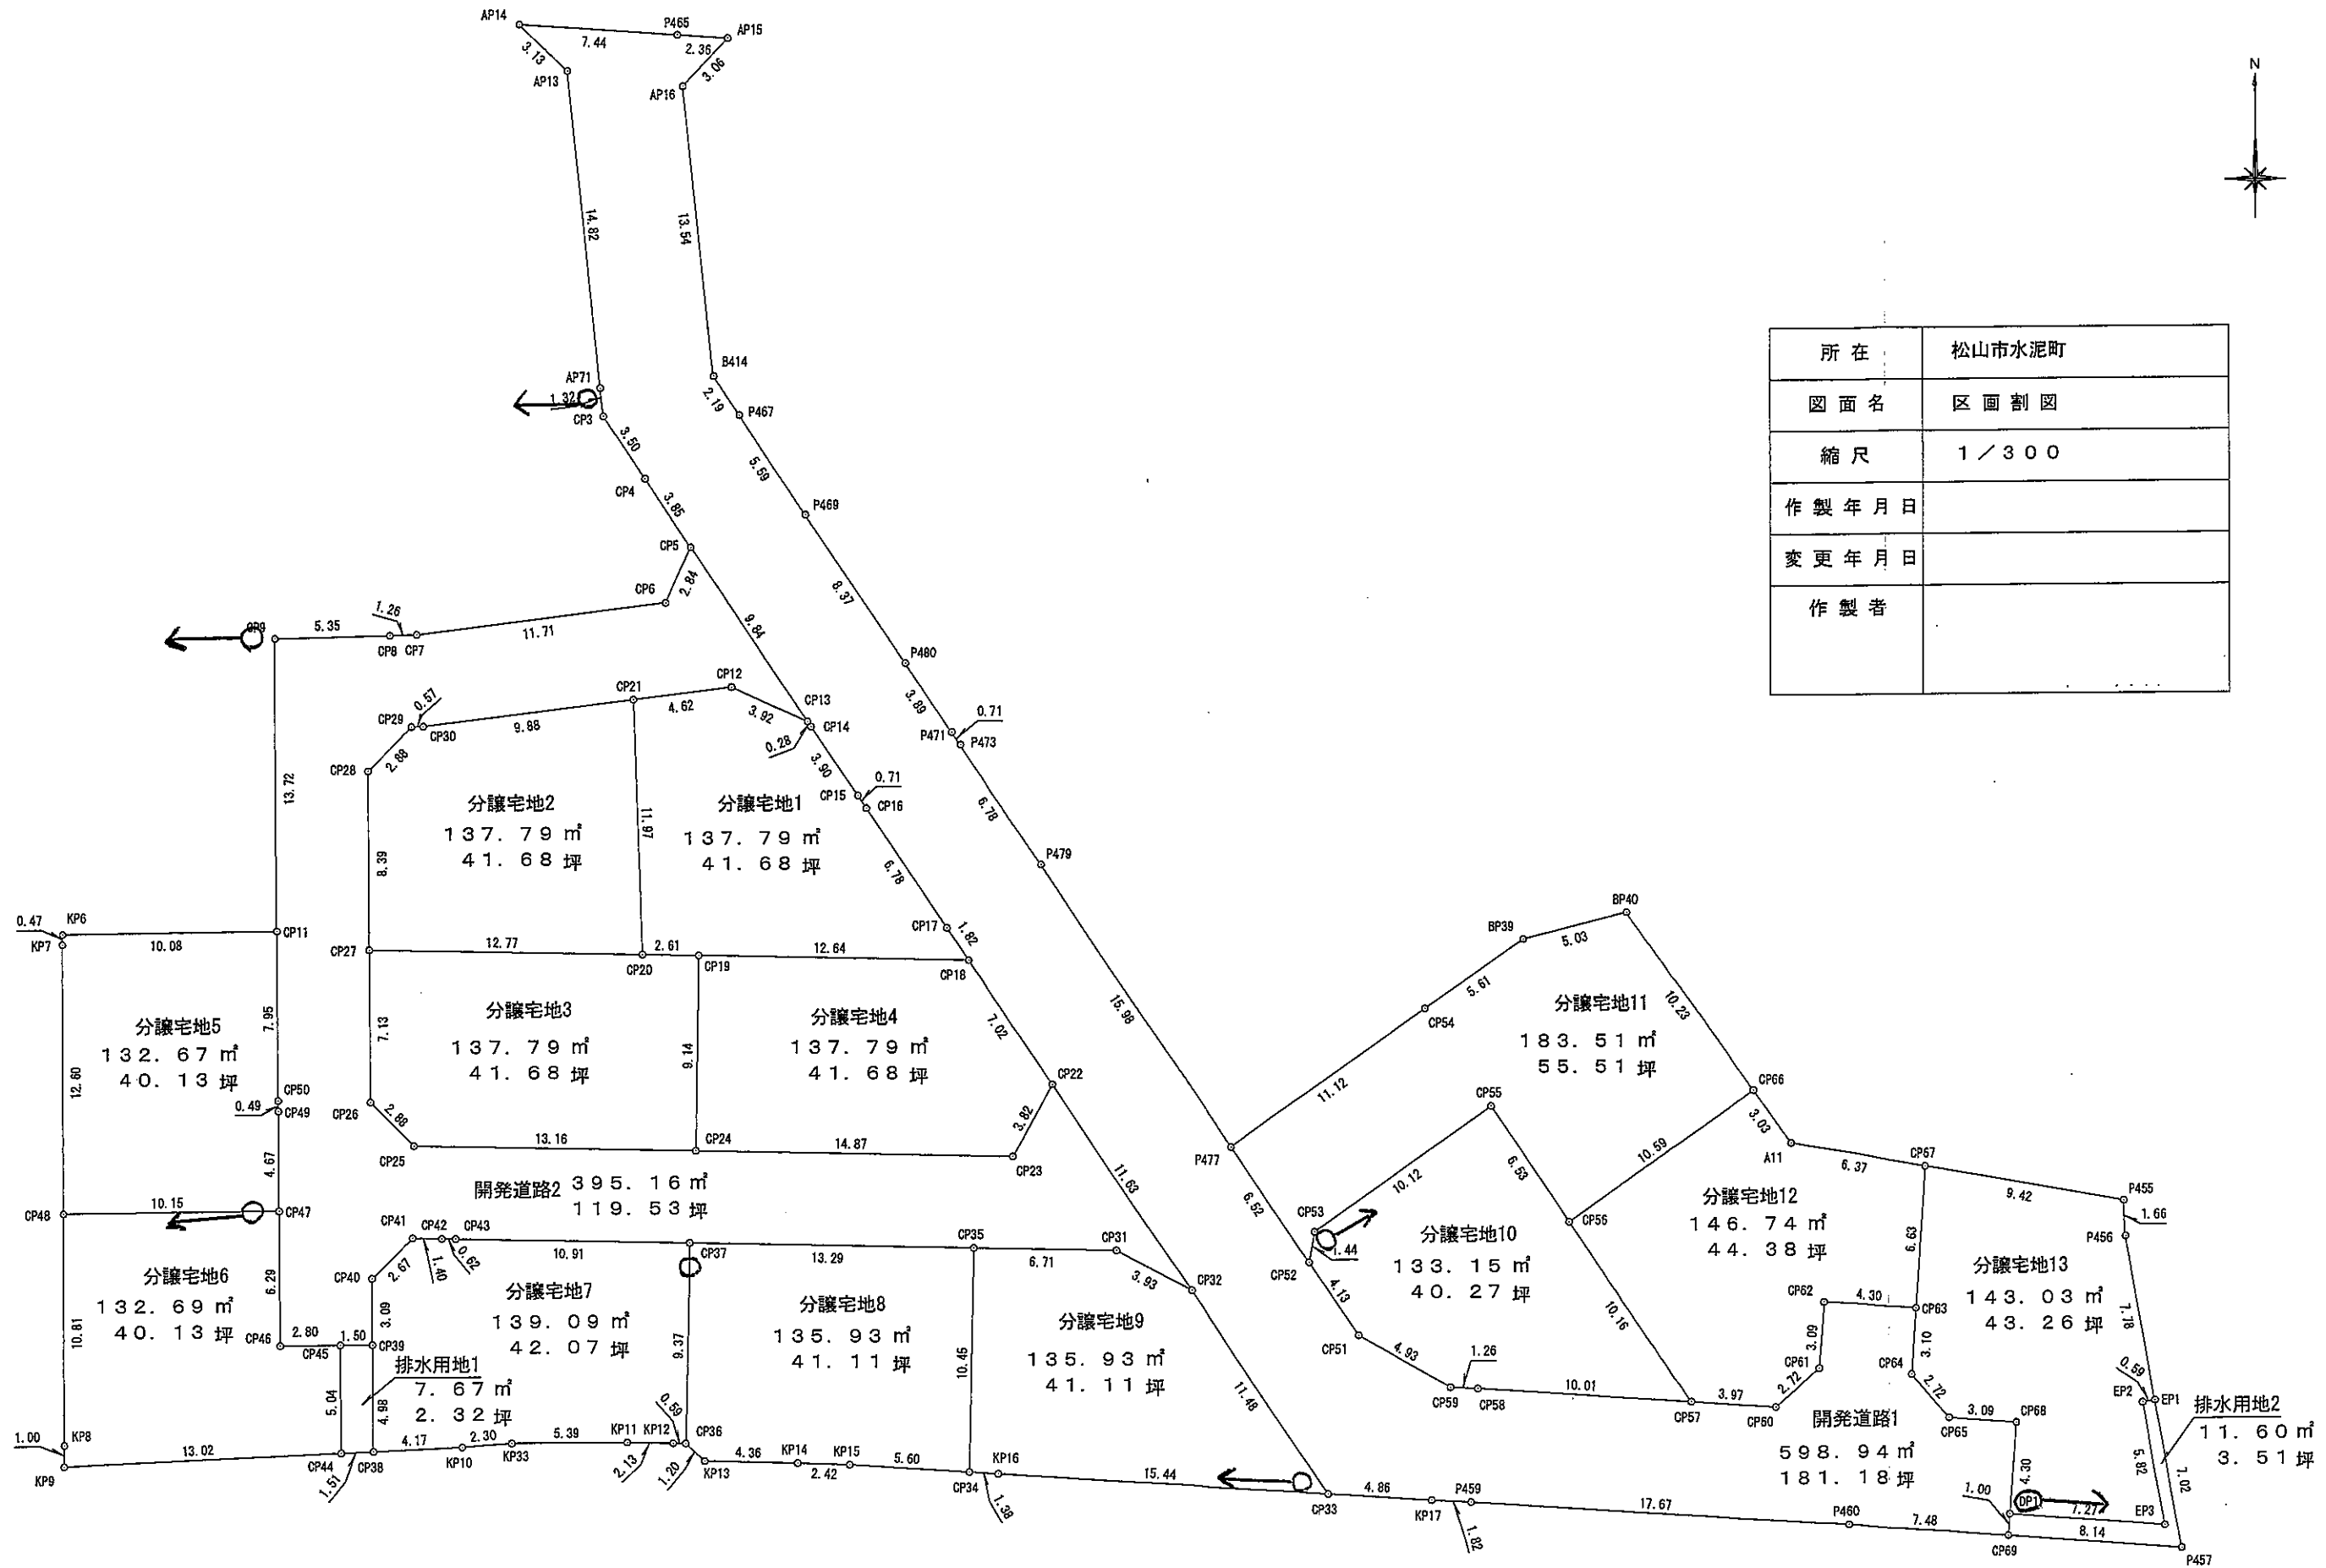 AP14
P465
AP15
7.44
2.36
3.13
3.06
AP13
AP16
N
14.82
13.54
B414
AP71
1.32
CP3
2.19
P467
3.50
5.59
CP4
3.85
P469
CP5
2.84
CP6
8.37
所在 松山市水泥町
図面名 区画割図
縮尺 1/300
作製年月日
変更年月日
作製者
CP9
5.35
1.26
CP8
CP7
11.71
9.84
P480
CP21
CP12
4.62
3.92
CP13
CP14
0.28
3.89
0.71
P471
P473
0.57
CP29
CP30
9.88
2.88
CP28
13.72
3.90
0.71
CP15
CP16
6.78
分譲宅地2
137.79㎡
41.68坪
11.97
分譲宅地1
137.79㎡
41.68坪
8.39
6.78
P479
0.47
KP6
KP7
10.08
CP11
CP27
12.77
CP20
2.61
CP19
12.64
CP17
1.82
CP18
BP40
BP39
5.03
5.61
CP54
10.23
分譲宅地5
132.67㎡
40.13坪
12.60
7.95
分譲宅地3
137.79㎡
41.68坪
7.13
9.14
分譲宅地4
137.79㎡
41.68坪
7.02
15.98
11.12
分譲宅地11
183.51㎡
55.51坪
CP50
0.49
CP49
CP26
2.88
CP22
3.82
CP55
CP66
3.03
4.67
CP25
13.16
CP24
14.87
CP23
P477
6.53
10.59
A11
6.37
CP67
9.42
P455
1.66
P456
CP48
10.15
CP47
開発道路2 395.16㎡
119.53坪
11.63
6.52
CP53
10.12
1.44
CP52
CP56
分譲宅地10
133.15㎡
40.27坪
分譲宅地12
146.74㎡
44.38坪
6.63
CP41
CP42
CP43
1.40
0.62
10.91
CP37
13.29
CP35
6.71
CP31
3.93
CP32
CP40
2.67
分譲宅地6
132.69㎡
40.13坪
10.81
6.29
CP46
2.80
1.50
CP45
CP39
3.09
分譲宅地7
139.09㎡
42.07坪
9.37
分譲宅地8
135.93㎡
41.11坪
10.45
分譲宅地9
135.93㎡
41.11坪
4.13
CP51
4.93
10.16
CP62
4.30
CP63
3.09
CP61
3.10
CP64
分譲宅地13
143.03㎡
43.26坪
7.78
排水用地1
7.67㎡
2.32坪
5.04
4.98
1.26
CP59
CP58
10.01
CP57
3.97
CP60
2.72
2.72
CP65
3.09
CP68
0.59
EP2
EP1
排水用地2
11.60㎡
3.51坪
開発道路1
598.94㎡
181.18坪
1.00
KP8
KP9
13.02
CP44
1.51
CP38
4.17
KP10
2.30
KP33
5.39
KP11
2.13
KP12
0.59
CP36
1.20
KP13
4.36
KP14
2.42
KP15
5.60
CP34
KP16
1.38
15.44
11.48
CP33
4.86
KP17
P459
1.82
17.67
P460
7.48
1.00
4.30
DP1
7.27
5.82
7.02
EP3
CP69
8.14
P457